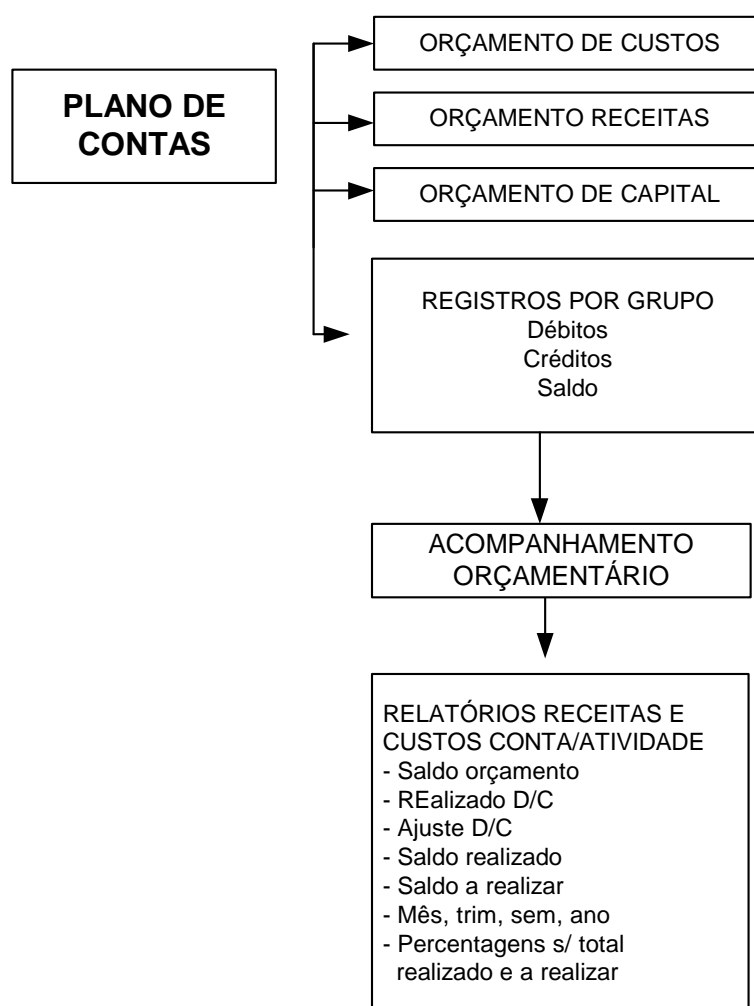 ORÇAMENTO DE CUSTOS
PLANO DE
CONTAS
ORÇAMENTO RECEITAS
ORÇAMENTO DE CAPITAL
REGISTROS POR GRUPO
Débitos
Créditos
Saldo
ACOMPANHAMENTO
ORÇAMENTÁRIO
RELATÓRIOS RECEITAS E
CUSTOS CONTA/ATIVIDADE
- Saldo orçamento
- REalizado D/C
- Ajuste D/C
- Saldo realizado
- Saldo a realizar
- Mês, trim, sem, ano
- Percentagens s/ total
realizado e a realizar